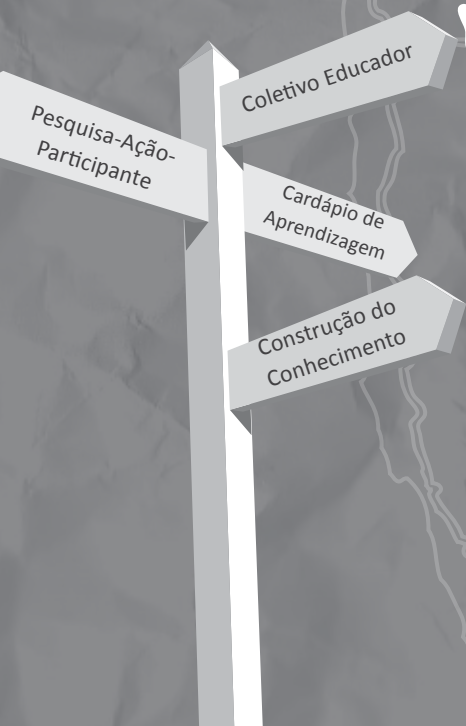 Coletivo Educador
Pesquisa-Ação-
Participante
Cardápio de
Aprendizagem
Construção do
Conhecimento